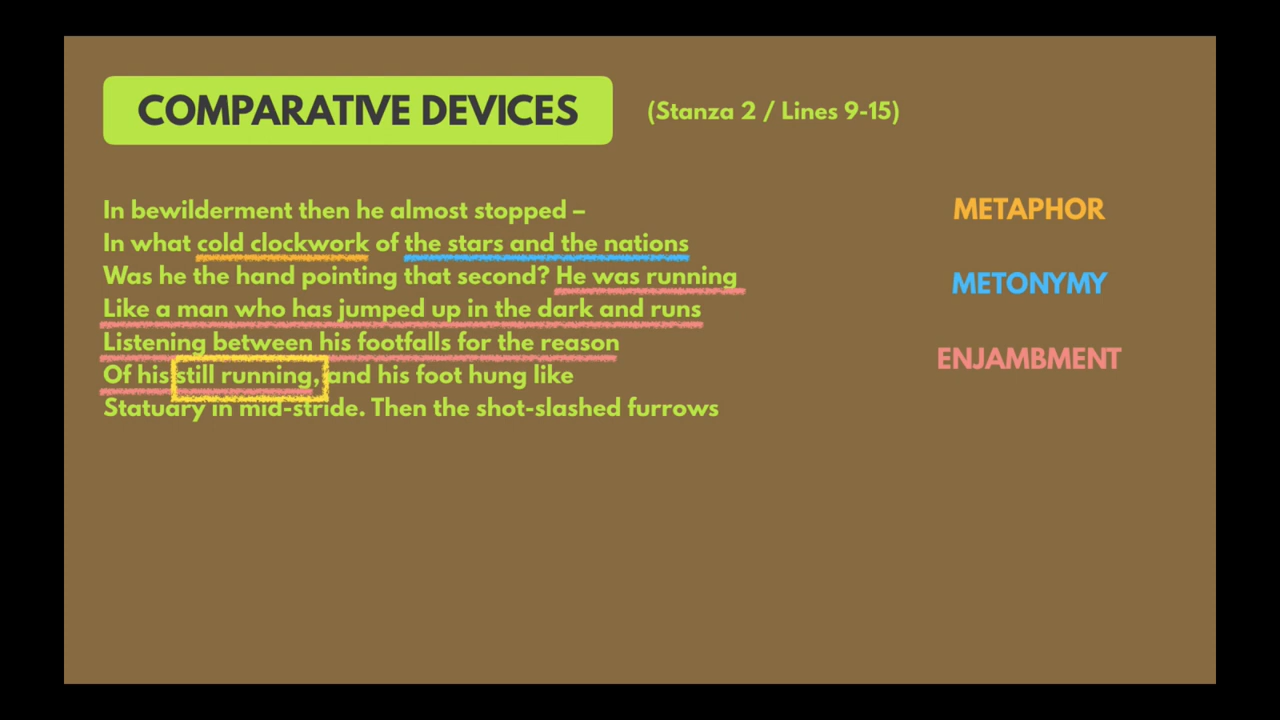 COMPARATIVE DEVICES
(Stanza 2 / Lines 9-15)
In bewilderment then he almost stopped –
In what cold clockwork of the stars and the nations
Was he the hand pointing that second? He was running
Like a man who has jumped up in the dark and runs
Listening between his footfalls for the reason
Of his still running, and his foot hung like
Statuary in mid-stride. Then the shot-slashed furrows
METAPHOR
METONYMY
ENJAMBMENT